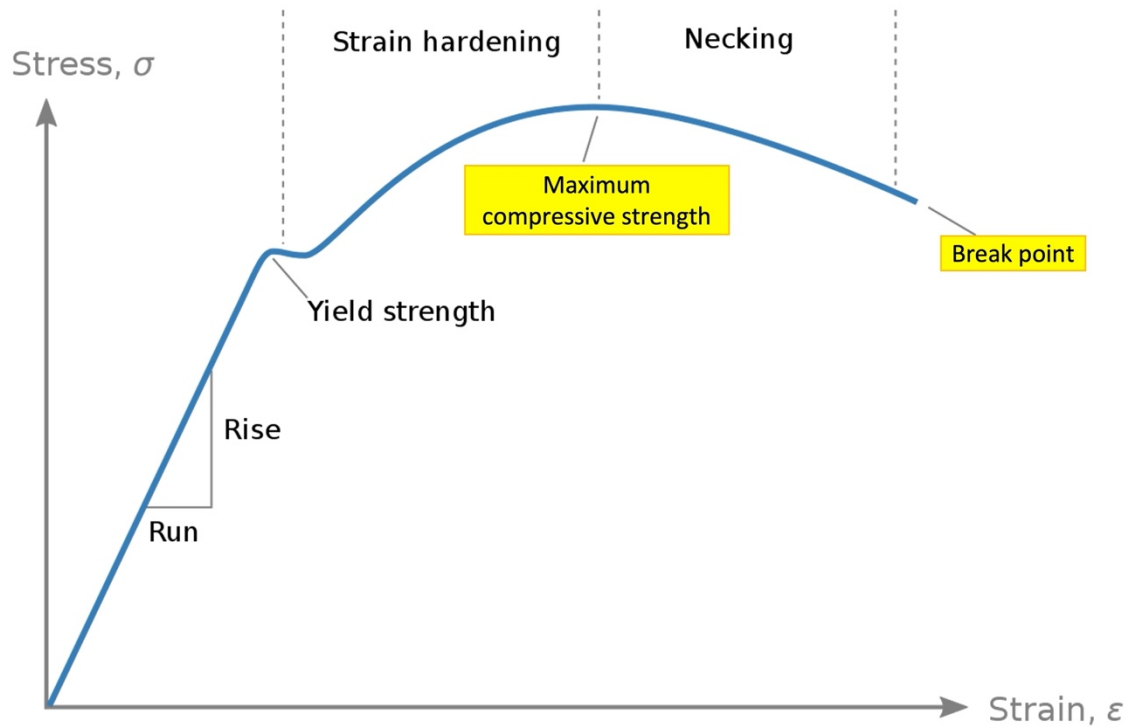 Strain hardening
Necking
Stress, σ
Maximum
compressive strength
Break point
Yield strength
Rise
Run
Strain, ε